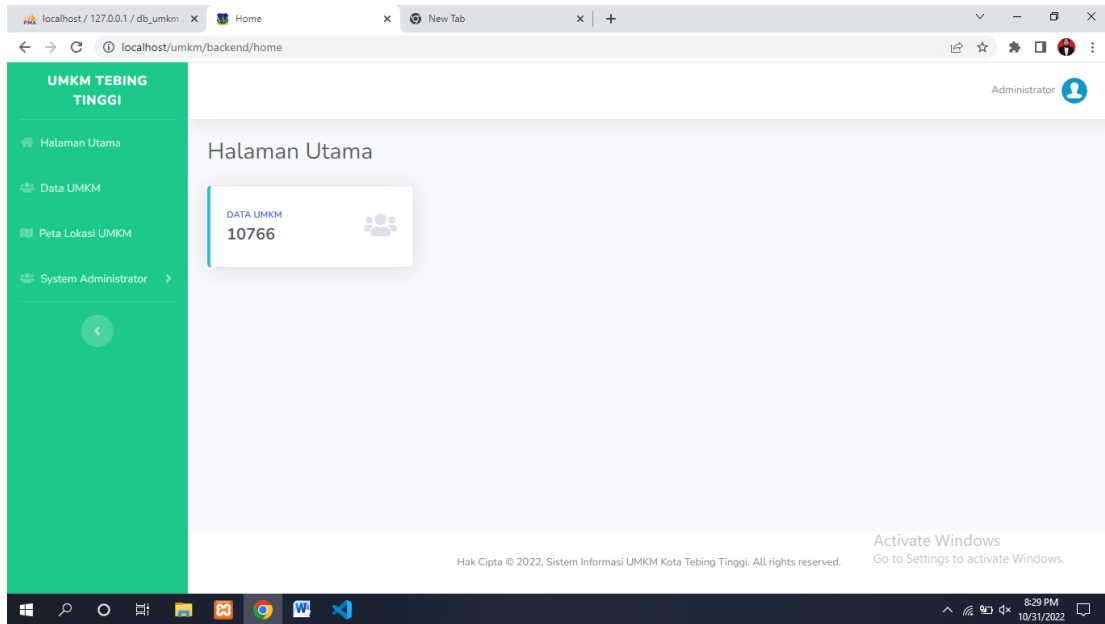 localhost / 127.0.0.1 / db_umkm
Home
New Tab
localhost/umkm/backend/home
UMKM TEBING
TINGGI
Administrator
Halaman Utama
Data UMKM
Peta Lokasi UMKM
System Administrator
Halaman Utama
DATA UMKM
10766
Hak Cipta © 2022, Sistem Informasi UMKM Kota Tebing Tinggi. All rights reserved.
Activate Windows
Go to Settings to activate Windows.
8:29 PM
10/31/2022